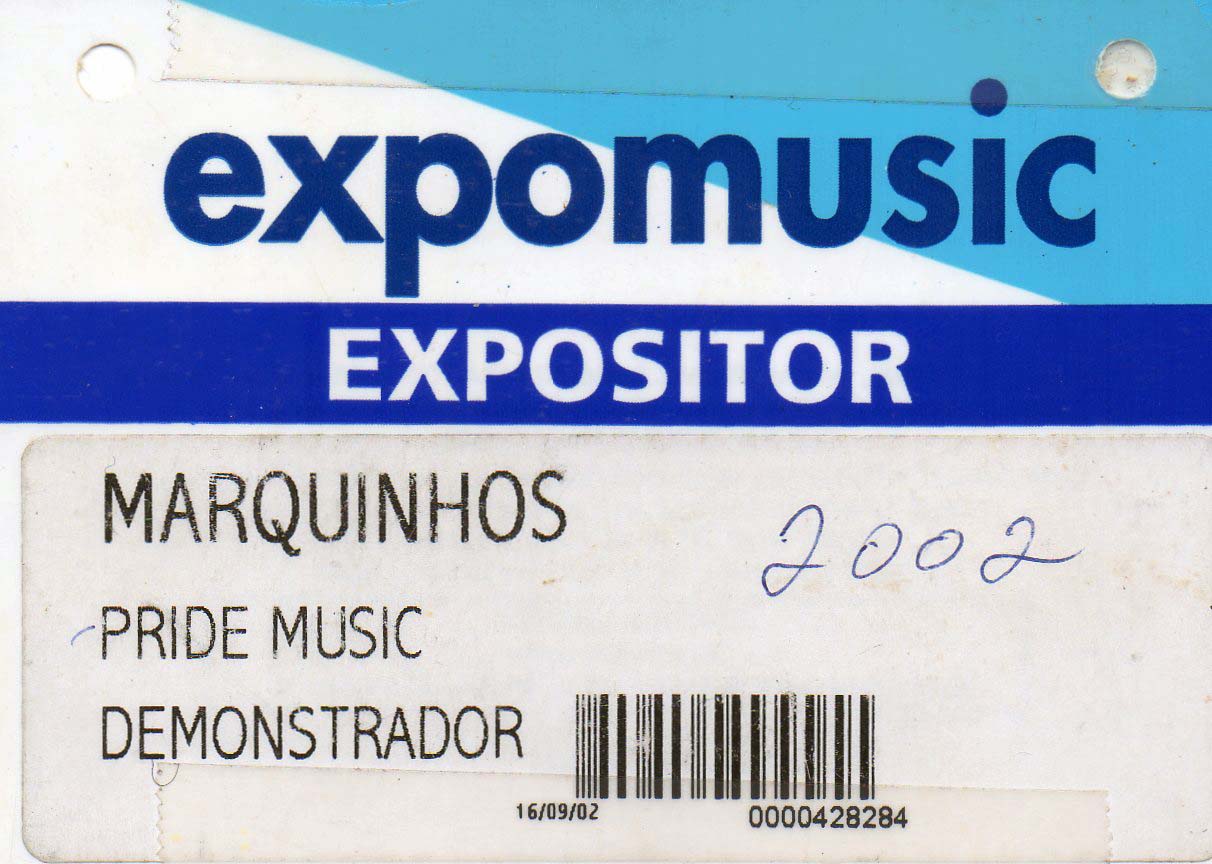 expomusic
EXPOSITOR
MARQUINHOS
2002
PRIDE MUSIC
DEMONSTRADOR
16/09/02
0000428284